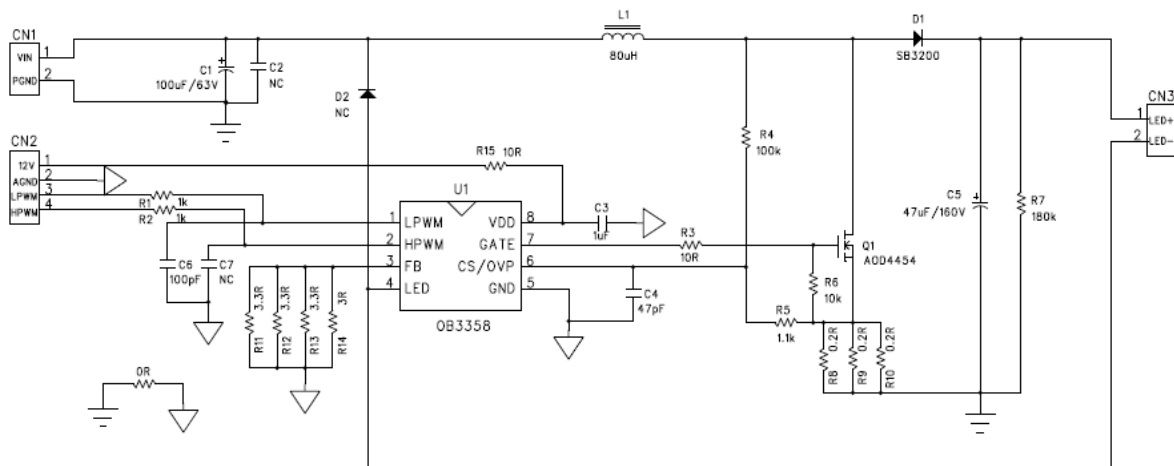 CN1
VIN
1
PGND
2
C1
100uF/63V
C2
NC
D2
NC
L1
80uH
D1
SB3200
CN3
1
LED+
2
LED-
R4
100k
CN2
12V
1
AGND
2
LPWM
3
HPWM
4
R1
1k
R2
1k
R15
10R
U1
1
LPWM
2
HPWM
3
FB
4
LED
VDD
8
GATE
7
CS/OVP
6
GND
5
OB3358
C3
1uF
R3
10R
C4
47pF
C6
100pF
C7
NC
R11
3.3R
R12
3.3R
R13
3.3R
R14
3R
Q1
AOD4454
R6
10k
R5
1.1k
R8
0.2R
R9
0.2R
R10
0.2R
C5
47uF/160V
R7
180k
0R